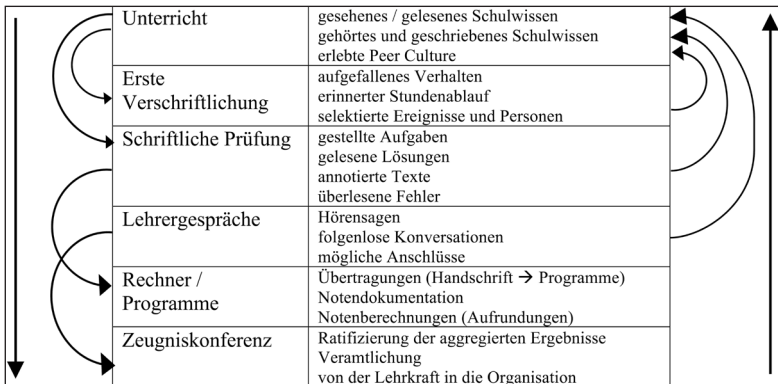 Unterricht
gesehenes / gelesenes Schulwissen
gehörtes und geschriebenes Schulwissen
erlebte Peer Culture
Erste
Verschriftlichung
aufgefallenes Verhalten
erinnerter Stundenablauf
selektierte Ereignisse und Personen
Schriftliche Prüfung
gestellte Aufgaben
gelesene Lösungen
annotierte Texte
überlesene Fehler
Lehrergespräche
Hörensagen
folgenlose Konversationen
mögliche Anschlüsse
Rechner /
Programme
Übertragungen (Handschrift → Programme)
Notendokumentation
Notenberechnungen (Aufrundungen)
Zeugniskonferenz
Ratifizierung der aggregierten Ergebnisse
Veramtlichung
von der Lehrkraft in die Organisation